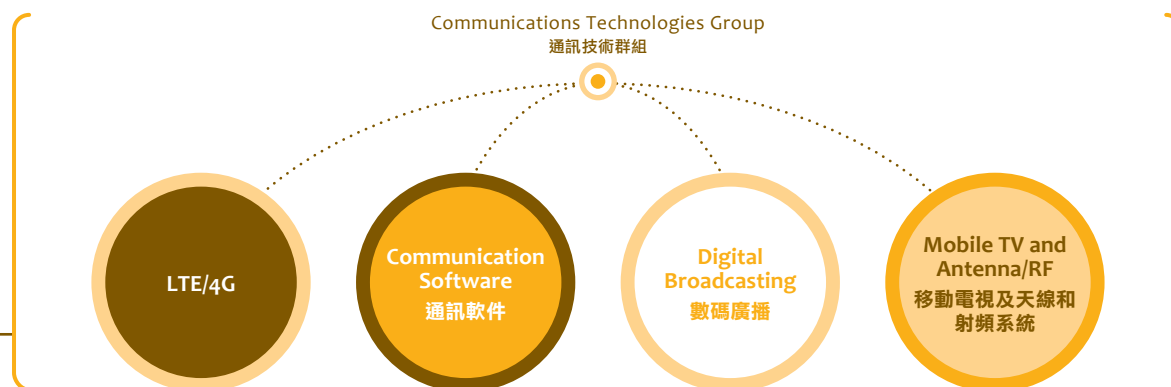 Communications Technologies Group
通訊技術群組
LTE/4G
Communication
Software
通訊軟件
Digital
Broadcasting
數碼廣播
Mobile TV and
Antenna/RF
移動電視及天線和
射頻系統